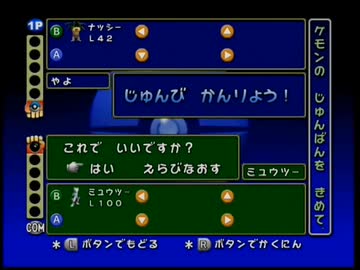 1P
B ナッシー
L42
A
やよ
じゅんび かんりょう！
これで いいですか？
はい えらびなおす
ミュウツー
B ミュウツー
L100
A
COM
＊ L ボタンでもどる ＊ R ボタンでかくにん
ケモンの じゅんばんを きめて